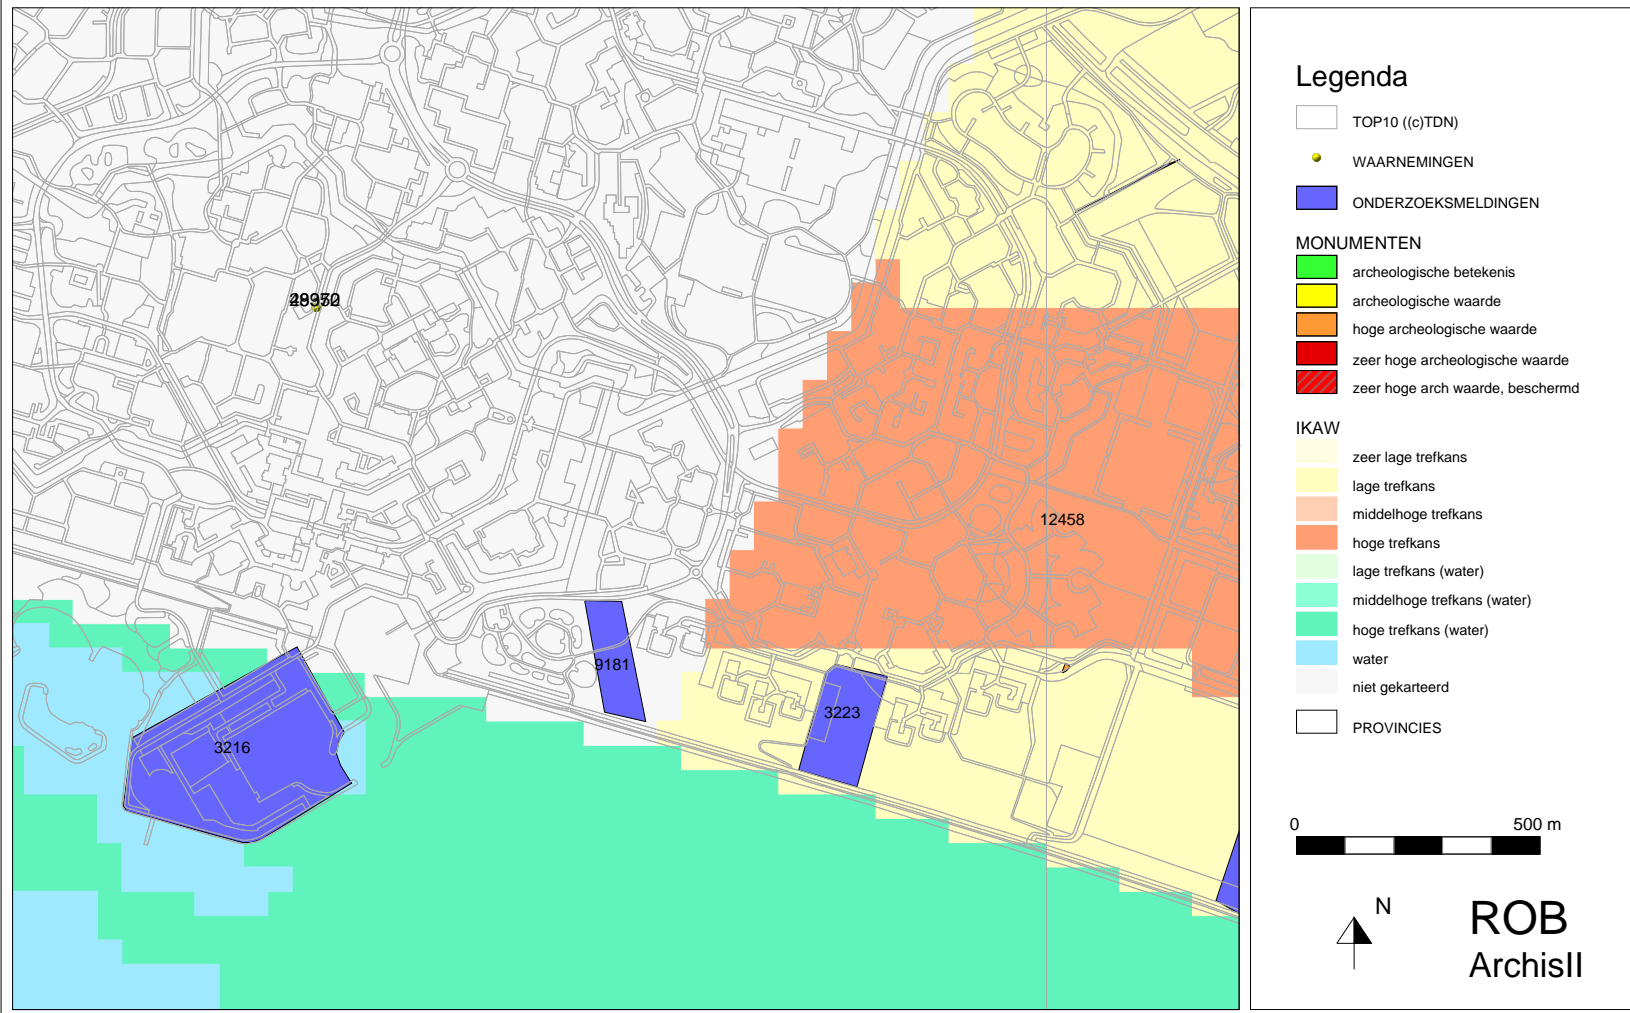 12458
9181
3223
3216
Legenda
TOP10 ((c)TDN)
WAARNEMINGEN
ONDERZOEKSMELDINGEN
MONUMENTEN
archeologische betekenis
archeologische waarde
hoge archeologische waarde
zeer hoge archeologische waarde
zeer hoge arch waarde, beschermd
IKAW
zeer lage trefkans
lage trefkans
middelhoge trefkans
hoge trefkans
lage trefkans (water)
middelhoge trefkans (water)
hoge trefkans (water)
water
niet gekarteerd
PROVINCIES
0 500 m
N
ROB
ArchisII